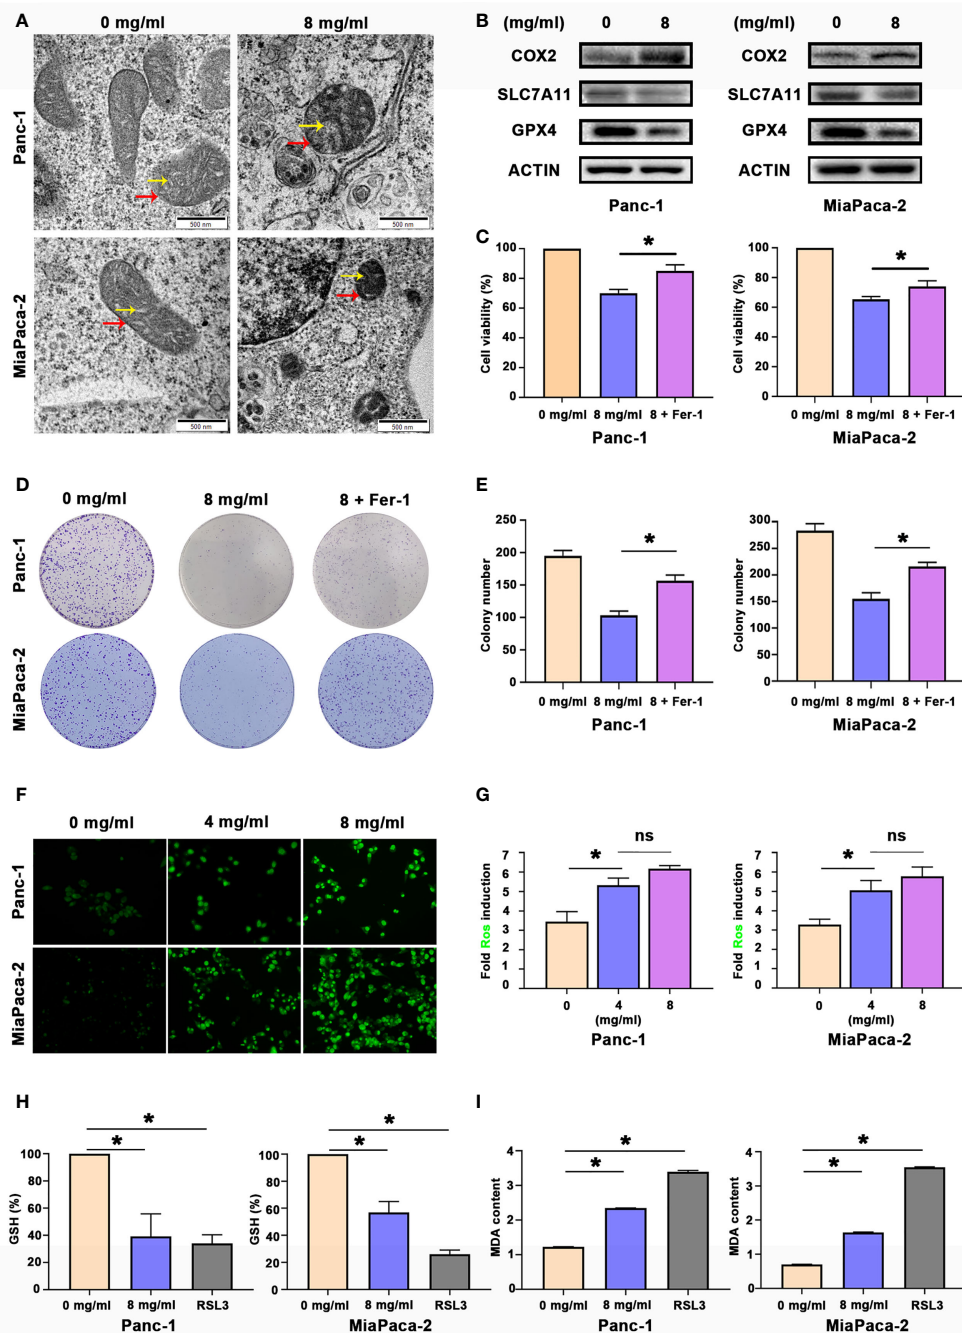 A
0 mg/ml
8 mg/ml
Panc-1
500 nm
500 nm
MiaPaca-2
500 nm
500 nm
B
(mg/ml) 0 8
COX2
SLC7A11
GPX4
ACTIN
Panc-1
(mg/ml) 0 8
COX2
SLC7A11
GPX4
ACTIN
MiaPaca-2
C
Cell viability (%)
100
80
60
40
20
0
*
0 mg/ml 8 mg/ml 8 + Fer-1
Panc-1
Cell viability (%)
100
80
60
40
20
0
*
0 mg/ml 8 mg/ml 8 + Fer-1
MiaPaca-2
D
0 mg/ml 8 mg/ml 8 + Fer-1
Panc-1
MiaPaca-2
E
Colony number
250
200
150
100
50
0
*
0 mg/ml 8 mg/ml 8 + Fer-1
Panc-1
Colony number
300
250
200
150
100
50
0
*
0 mg/ml 8 mg/ml 8 + Fer-1
MiaPaca-2
F
0 mg/ml 4 mg/ml 8 mg/ml
Panc-1
MiaPaca-2
G
Fold Ros induction
7
6
5
4
3
2
1
0
*
ns
0 4 8
(mg/ml)
Panc-1
Fold Ros induction
7
6
5
4
3
2
1
0
*
ns
0 4 8
(mg/ml)
MiaPaca-2
H
GSH (%)
100
80
60
40
20
0
*
*
0 mg/ml 8 mg/ml RSL3
Panc-1
GSH (%)
100
80
60
40
20
0
*
*
0 mg/ml 8 mg/ml RSL3
MiaPaca-2
I
MDA content
4
3
2
1
0
*
*
0 mg/ml 8 mg/ml RSL3
Panc-1
MDA content
4
3
2
1
0
*
*
0 mg/ml 8 mg/ml RSL3
MiaPaca-2